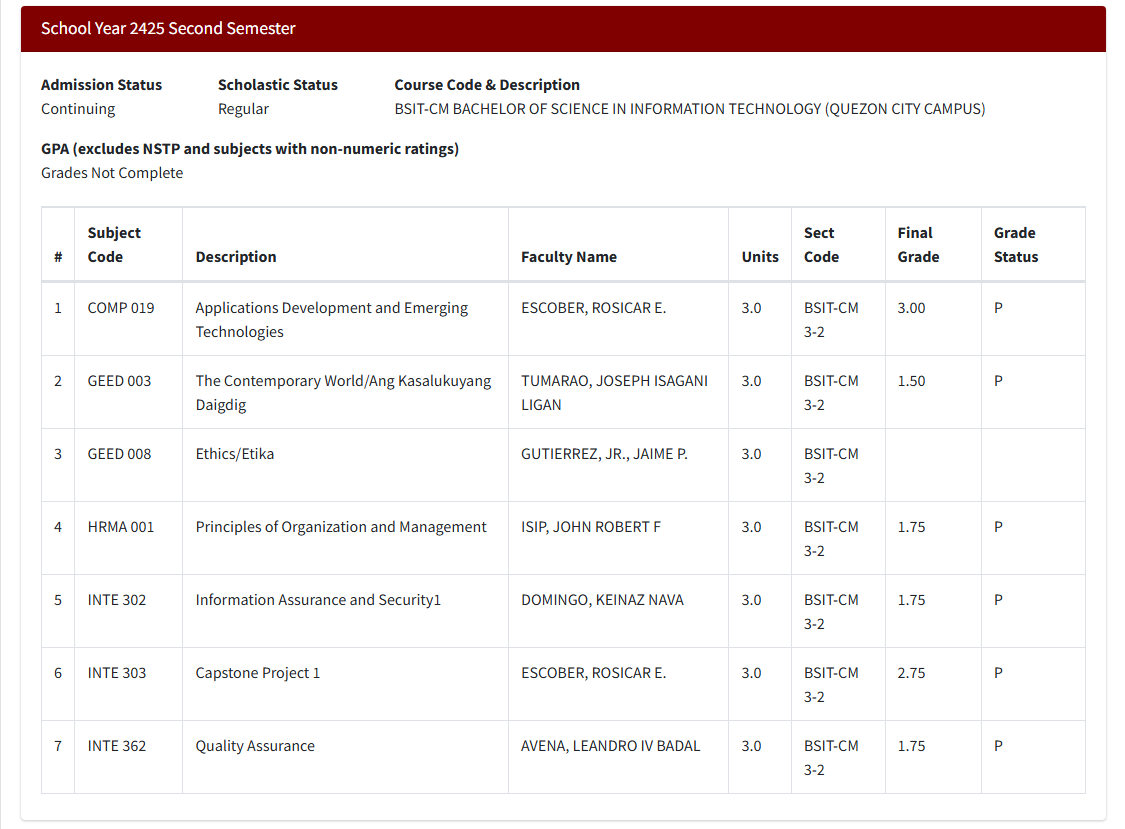 School Year 2425 Second Semester
Admission Status
Continuing
Scholastic Status
Regular
Course Code & Description
BSIT-CM BACHELOR OF SCIENCE IN INFORMATION TECHNOLOGY (QUEZON CITY CAMPUS)
GPA (excludes NSTP and subjects with non-numeric ratings)
Grades Not Complete
# Subject Code Description Faculty Name Units Sect Code Final Grade Grade Status
1 COMP 019 Applications Development and Emerging Technologies ESCOBER, ROSICAR E. 3.0 BSIT-CM 3-2 3.00 P
2 GEED 003 The Contemporary World/Ang Kasalukuyang Daigdig TUMARAO, JOSEPH ISAGANI LIGAN 3.0 BSIT-CM 3-2 1.50 P
3 GEED 008 Ethics/Etika GUTIERREZ, JR., JAIME P. 3.0 BSIT-CM 3-2
4 HRMA 001 Principles of Organization and Management ISIP, JOHN ROBERT F 3.0 BSIT-CM 3-2 1.75 P
5 INTE 302 Information Assurance and Security1 DOMINGO, KEINAZ NAVA 3.0 BSIT-CM 3-2 1.75 P
6 INTE 303 Capstone Project 1 ESCOBER, ROSICAR E. 3.0 BSIT-CM 3-2 2.75 P
7 INTE 362 Quality Assurance AVENA, LEANDRO IV BADAL 3.0 BSIT-CM 3-2 1.75 P